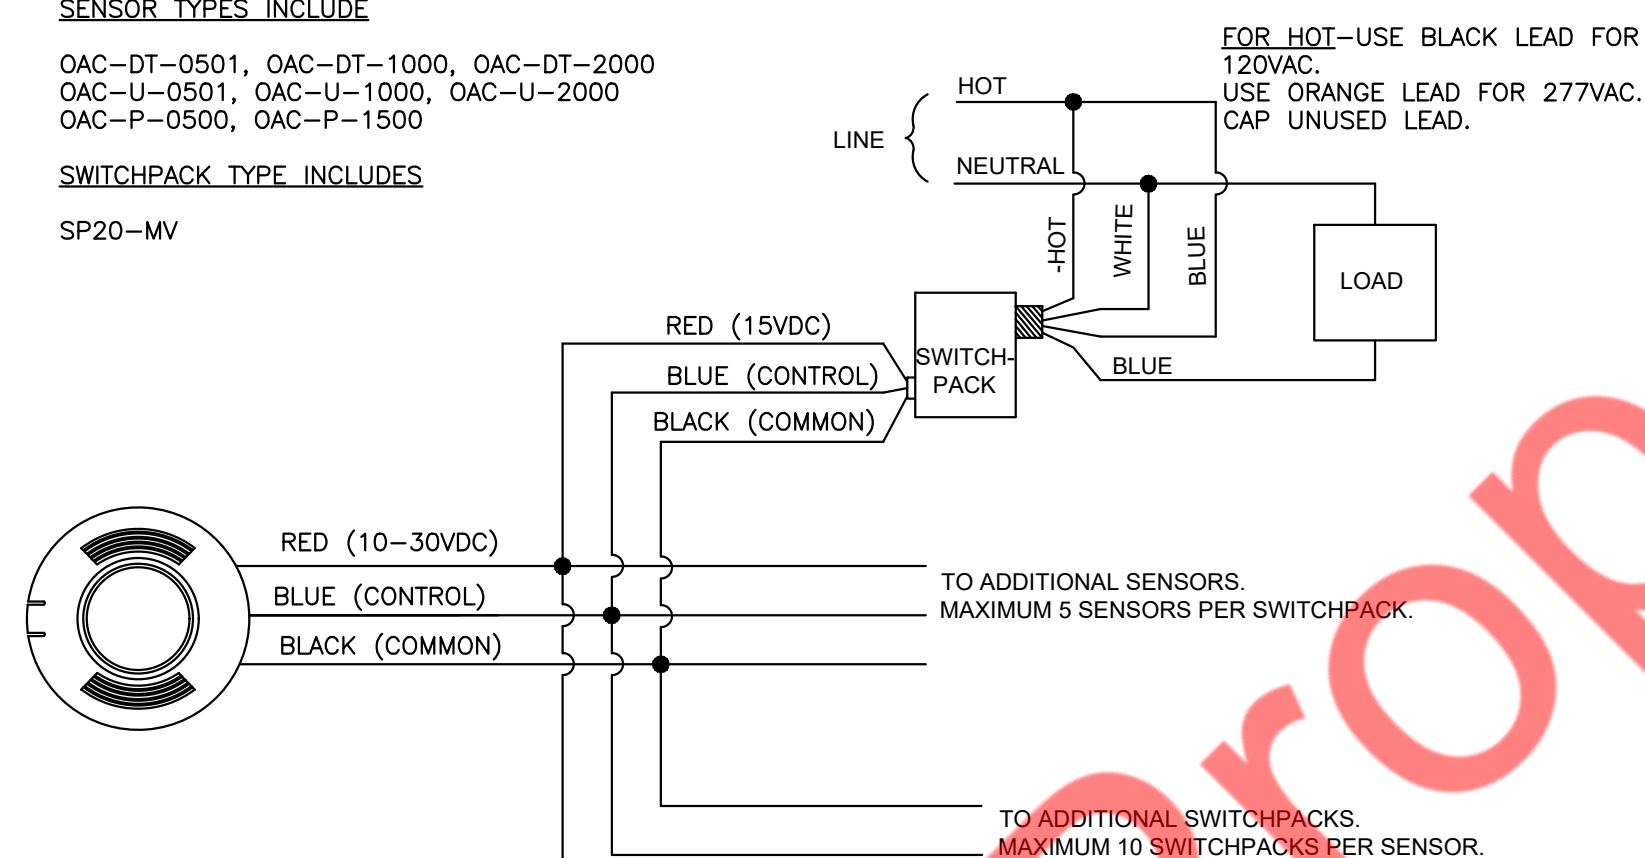 SENSOR TYPES INCLUDE
OAC-DT-0501, OAC-DT-1000, OAC-DT-2000
OAC-U-0501, OAC-U-1000, OAC-U-2000
OAC-P-0500, OAC-P-1500
SWITCHPACK TYPE INCLUDES
SP20-MV
FOR HOT-USE BLACK LEAD FOR
120VAC.
USE ORANGE LEAD FOR 277VAC.
CAP UNUSED LEAD.
HOT
LINE
NEUTRAL
-HOT
WHITE
BLUE
LOAD
SWITCH-
PACK
BLUE
RED (15VDC)
BLUE (CONTROL)
BLACK (COMMON)
RED (10-30VDC)
BLUE (CONTROL)
BLACK (COMMON)
TO ADDITIONAL SENSORS.
MAXIMUM 5 SENSORS PER SWITCHPACK.
TO ADDITIONAL SWITCHPACKS.
MAXIMUM 10 SWITCHPACKS PER SENSOR.